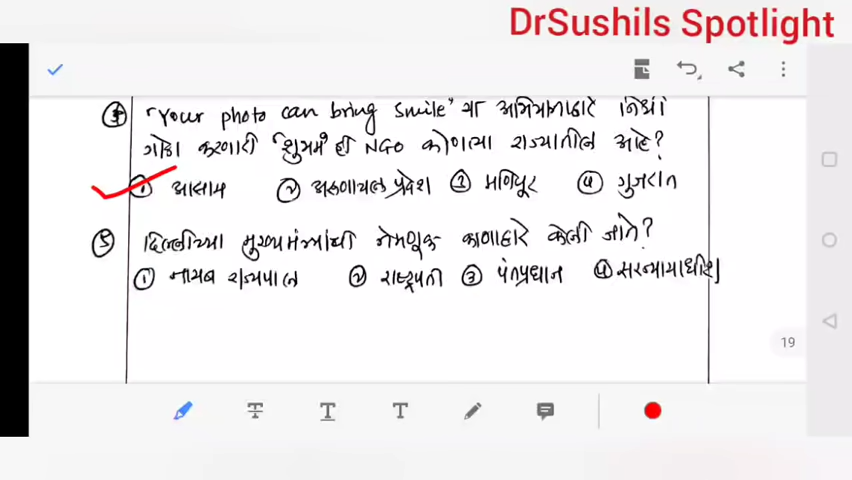 DrSushils Spotlight
④ "Your photo can bring smile" या अभियानाद्वारे निधी
गोळा करणारी 'शुभम' ही NGO कोणत्या राज्यातील आहे?
① आसाम ② अरुणाचल प्रदेश ③ मणिपूर ④ गुजरात
⑤ दिल्लीच्या मुख्यमंत्र्यांची नेमणूक कोणाद्वारे केली जाते?
① नायब राज्यपाल ② राष्ट्रपती ③ पंतप्रधान ④ सरन्यायाधीश
19
T T T